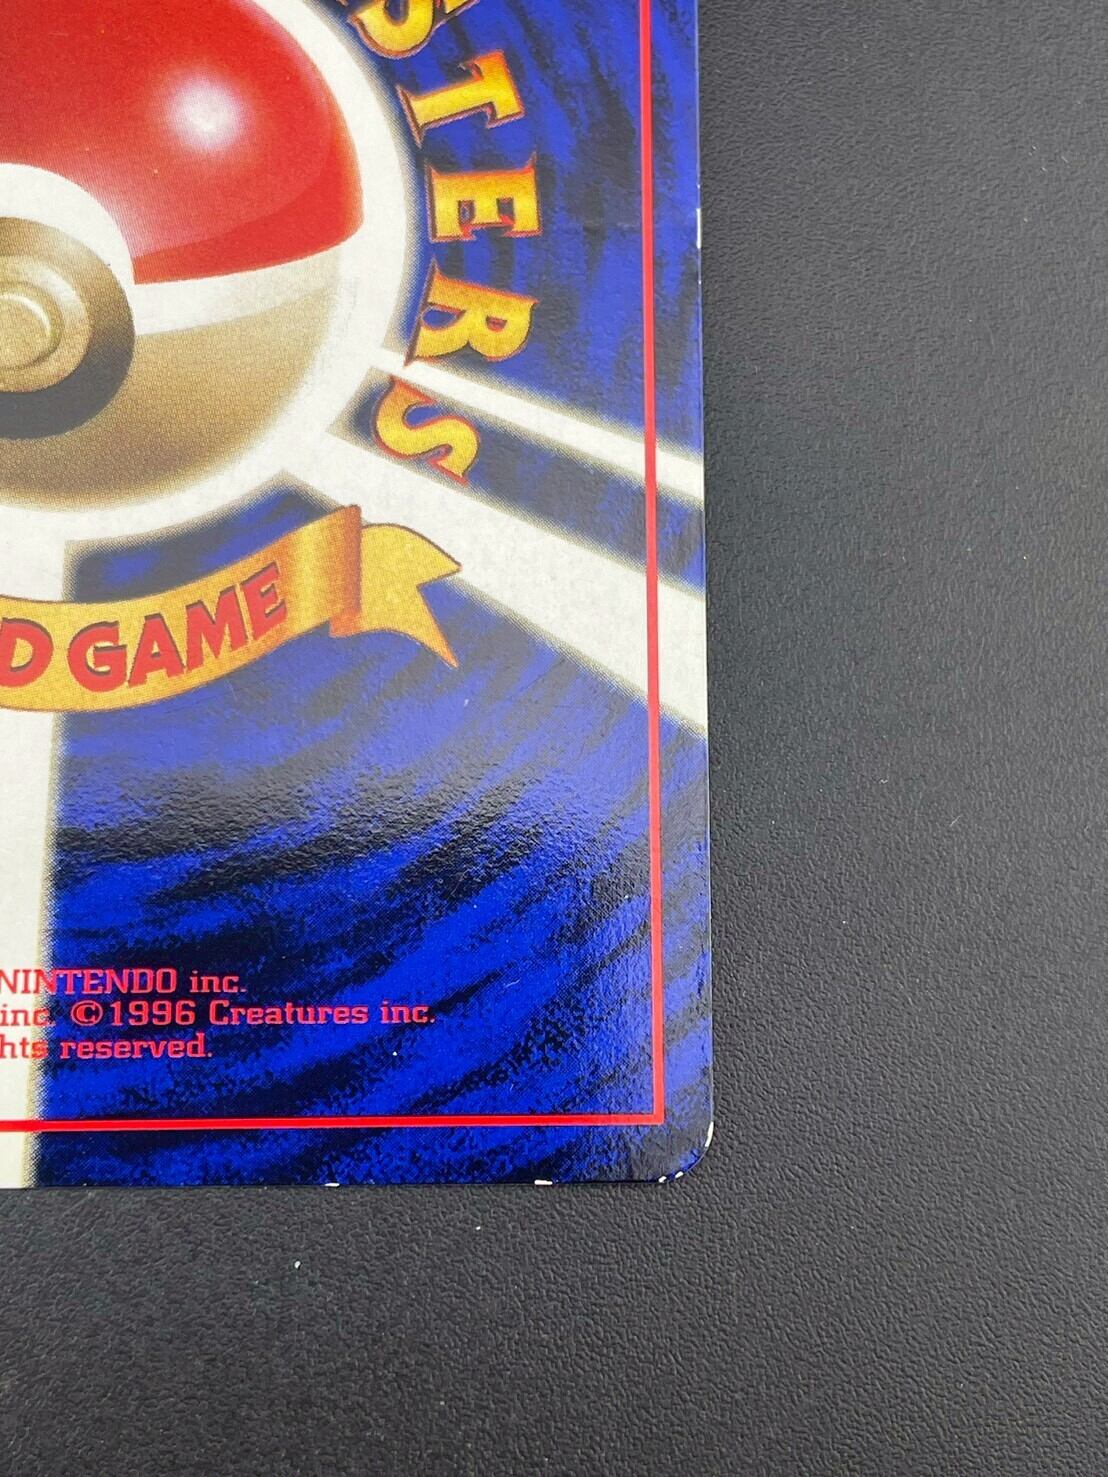 STERS
D GAME
NINTENDO inc.
inc. ©1996 Creatures inc.
hts reserved.